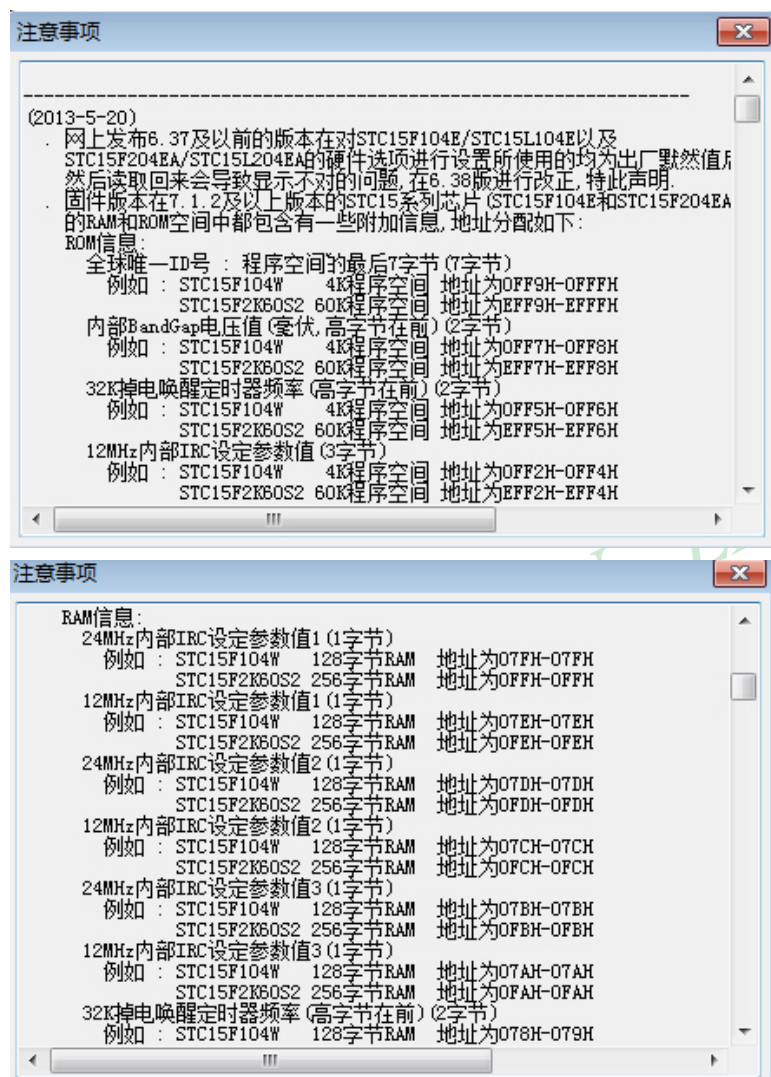 注意事项
----------------------------------------------------------------
(2013-5-20)
. 网上发布6.37及以前的版本在对STC15F104E/STC15L104E以及
STC15F204EA/STC15L204EA的硬件选项进行设置所使用的均为出厂默然值后
然后读取回来会导致显示不对的问题,在6.38版进行改正,特此声明.
. 固件版本在7.1.2及以上版本的STC15系列芯片(STC15F104E和STC15F204EA
的RAM和ROM空间中都包含有一些附加信息,地址分配如下:
ROM信息:
全球唯一ID号 : 程序空间的最后7字节(7字节)
例如 : STC15F104W 4K程序空间 地址为0FF9H-0FFFH
STC15F2K60S2 60K程序空间 地址为EFF9H-EFFFH
内部BandGap电压值(毫伏,高字节在前)(2字节)
例如 : STC15F104W 4K程序空间 地址为0FF7H-0FF8H
STC15F2K60S2 60K程序空间 地址为EFF7H-EFF8H
32K掉电唤醒定时器频率(高字节在前)(2字节)
例如 : STC15F104W 4K程序空间 地址为0FF5H-0FF6H
STC15F2K60S2 60K程序空间 地址为EFF5H-EFF6H
12MHz内部IRC设定参数值(3字节)
例如 : STC15F104W 4K程序空间 地址为0FF2H-0FF4H
STC15F2K60S2 60K程序空间 地址为EFF2H-EFF4H
注意事项
RAM信息:
24MHz内部IRC设定参数值1(1字节)
例如 : STC15F104W 128字节RAM 地址为07FH-07FH
STC15F2K60S2 256字节RAM 地址为0FFH-0FFH
12MHz内部IRC设定参数值1(1字节)
例如 : STC15F104W 128字节RAM 地址为07EH-07EH
STC15F2K60S2 256字节RAM 地址为0FEH-0FEH
24MHz内部IRC设定参数值2(1字节)
例如 : STC15F104W 128字节RAM 地址为07DH-07DH
STC15F2K60S2 256字节RAM 地址为0FDH-0FDH
12MHz内部IRC设定参数值2(1字节)
例如 : STC15F104W 128字节RAM 地址为07CH-07CH
STC15F2K60S2 256字节RAM 地址为0FCH-0FCH
24MHz内部IRC设定参数值3(1字节)
例如 : STC15F104W 128字节RAM 地址为07BH-07BH
STC15F2K60S2 256字节RAM 地址为0FBH-0FBH
12MHz内部IRC设定参数值3(1字节)
例如 : STC15F104W 128字节RAM 地址为07AH-07AH
STC15F2K60S2 256字节RAM 地址为0FAH-0FAH
32K掉电唤醒定时器频率(高字节在前)(2字节)
例如 : STC15F104W 128字节RAM 地址为078H-079H